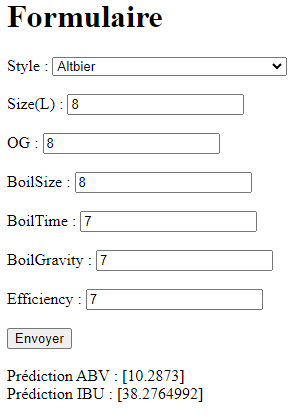 Formulaire
Style : Altbier
Size(L) : 8
OG : 8
BoilSize : 8
BoilTime : 7
BoilGravity : 7
Efficiency : 7
Envoyer
Prédiction ABV : [10.2873]
Prédiction IBU : [38.2764992]